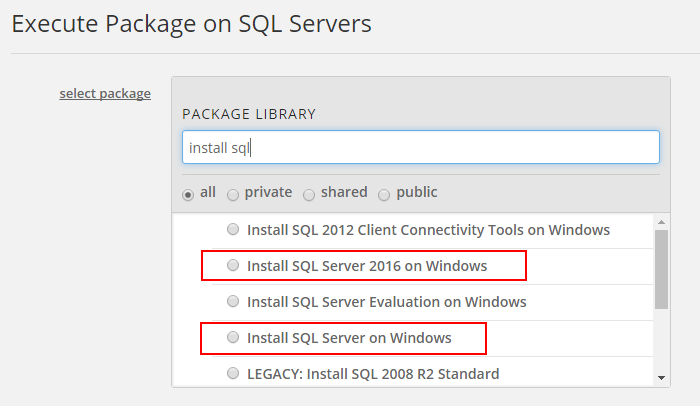 Execute Package on SQL Servers
select package
PACKAGE LIBRARY
install sql
all private shared public
Install SQL 2012 Client Connectivity Tools on Windows
Install SQL Server 2016 on Windows
Install SQL Server Evaluation on Windows
Install SQL Server on Windows
LEGACY: Install SQL 2008 R2 Standard